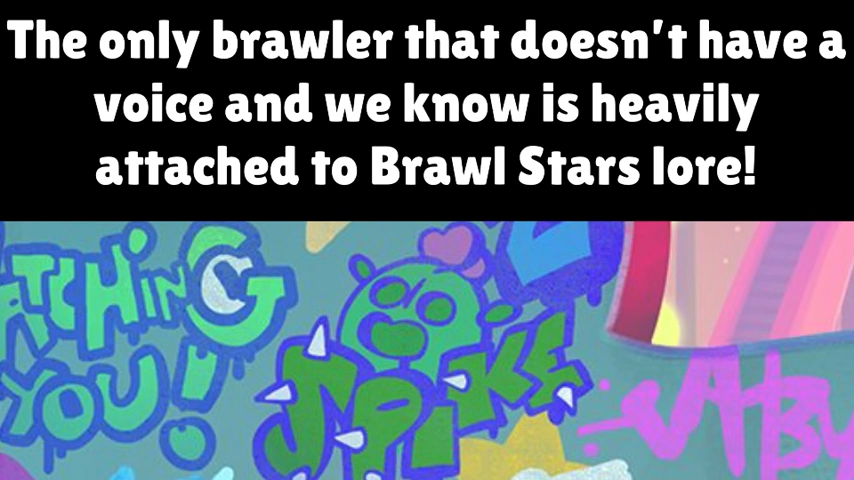 The only brawler that doesn't have a
voice and we know is heavily
attached to Brawl Stars lore!
ATCHING
YOU!
SPIKE